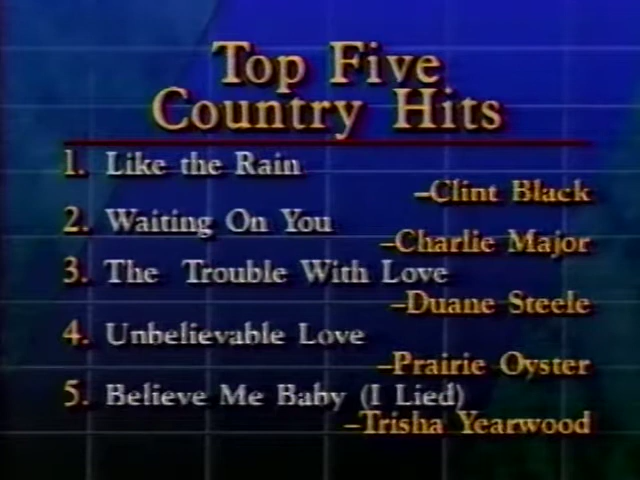 Top Five
Country Hits
1. Like the Rain
–Clint Black
2. Waiting On You
–Charlie Major
3. The Trouble With Love
–Duane Steele
4. Unbelievable Love
–Prairie Oyster
5. Believe Me Baby (I Lied)
–Trisha Yearwood